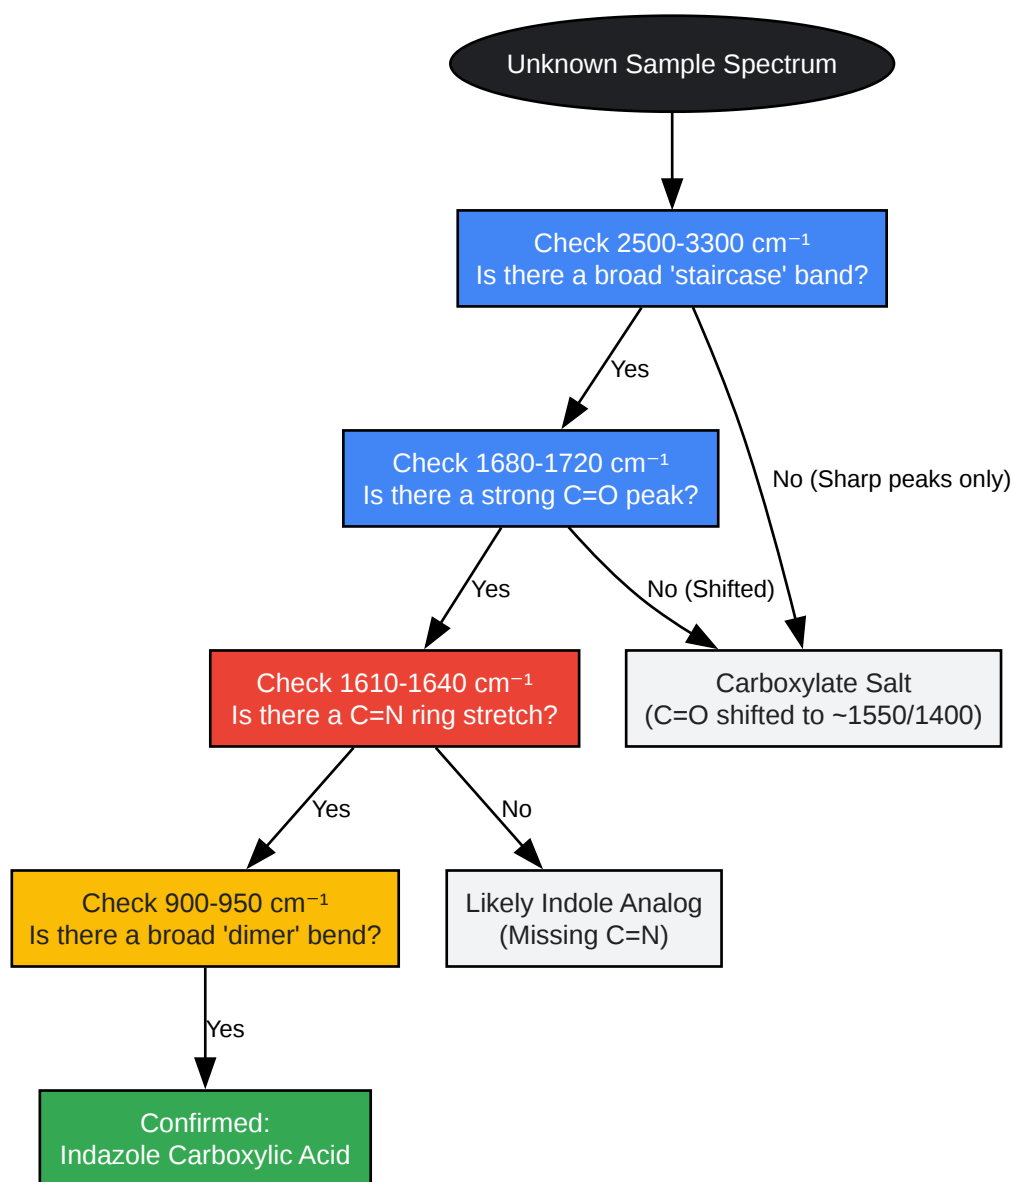 Unknown Sample Spectrum
Check 2500-3300 cm⁻¹
Is there a broad 'staircase' band?
Yes
No (Sharp peaks only)
Check 1680-1720 cm⁻¹
Is there a strong C=O peak?
Yes
No (Shifted)
Check 1610-1640 cm⁻¹
Is there a C=N ring stretch?
Carboxylate Salt
(C=O shifted to ~1550/1400)
Yes
No
Check 900-950 cm⁻¹
Is there a broad 'dimer' bend?
Likely Indole Analog
(Missing C=N)
Yes
Confirmed:
Indazole Carboxylic Acid